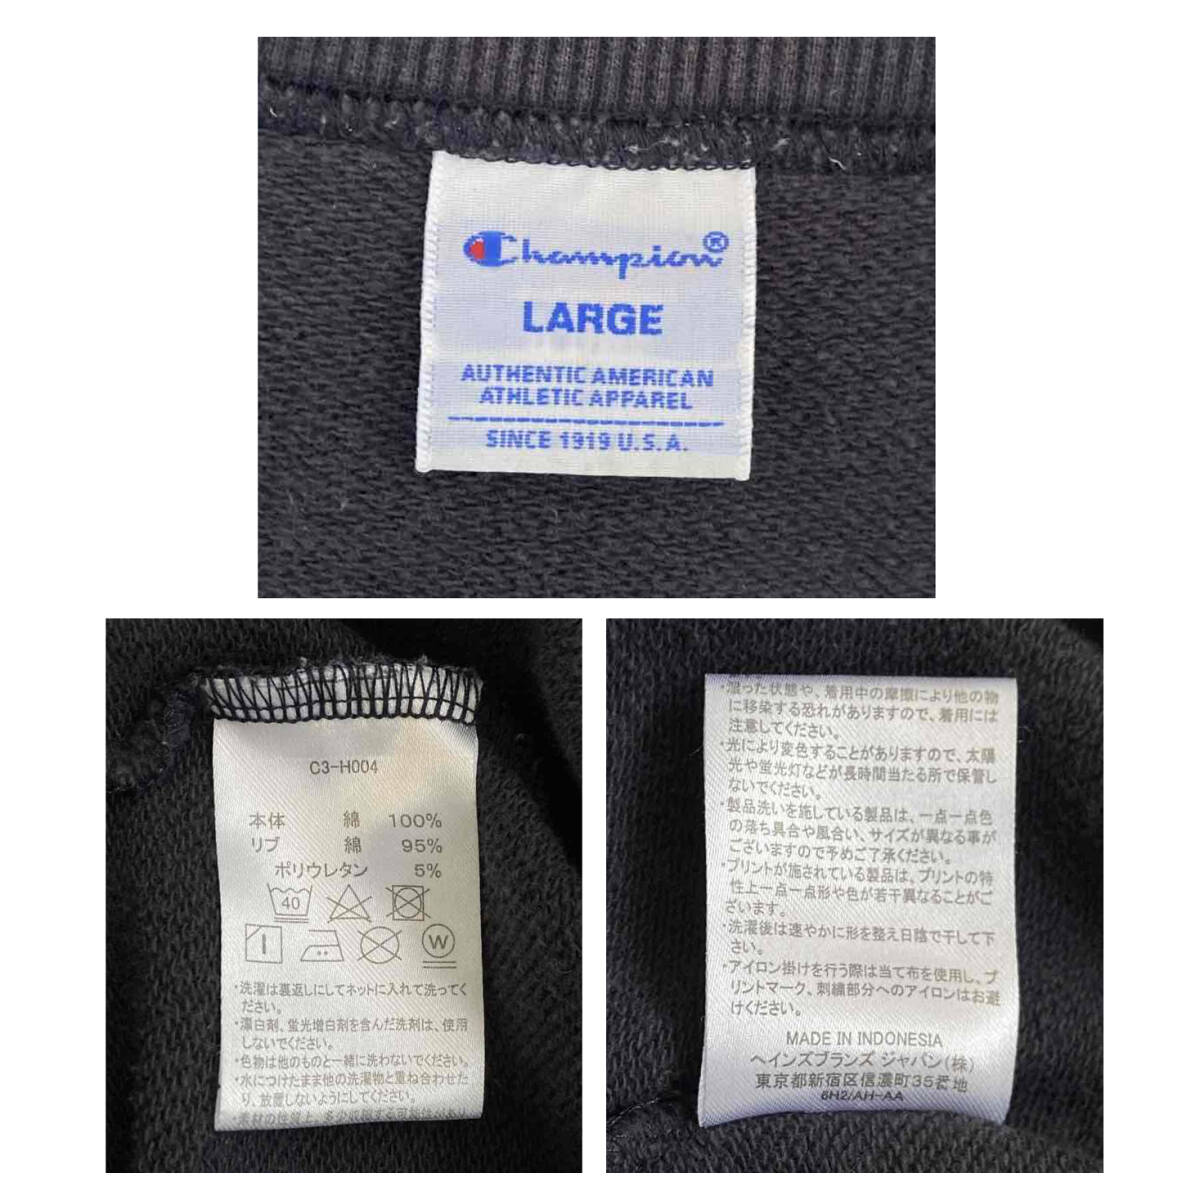 Champion®
LARGE
AUTHENTIC AMERICAN
ATHLETIC APPAREL
SINCE 1919 U.S.A.
C3-H004
本体 綿 100%
リブ 綿 95%
ポリウレタン 5%
40
W
・洗濯は裏返しにしてネットに入れて洗ってく
ださい。
・漂白剤、蛍光増白剤を含んだ洗剤は、使用
しないでください。
・色物は他のものと一緒に洗わないでください。
・水につけたまま他の洗濯物と重ね合わせた
り、放置しないようにしてください。
素材の性質上、多少収縮する可能性があり
・湿った状態や、着用中の摩擦により他の物
に移染する恐れがありますので、着用には
注意してください。
・光により変色することがありますので、太陽
光や蛍光灯などが長時間当たる所で保管し
ないでください。
・製品洗いを施している製品は、一点一点色
の落ち具合や風合い、サイズが異なる事が
ございますので予めご了承ください。
・プリントが施されている製品は、プリントの特
性上一点一点形や色が若干異なることがご
ざいます。
・洗濯後は速やかに形を整え日陰で干して下
さい。
・アイロン掛けを行う際は当て布を使用し、プ
リントマーク、刺繍部分へのアイロンはお避
けください。
MADE IN INDONESIA
ヘインズブランズ ジャパン(株)
東京都新宿区信濃町35番地
6H2/AH-AA